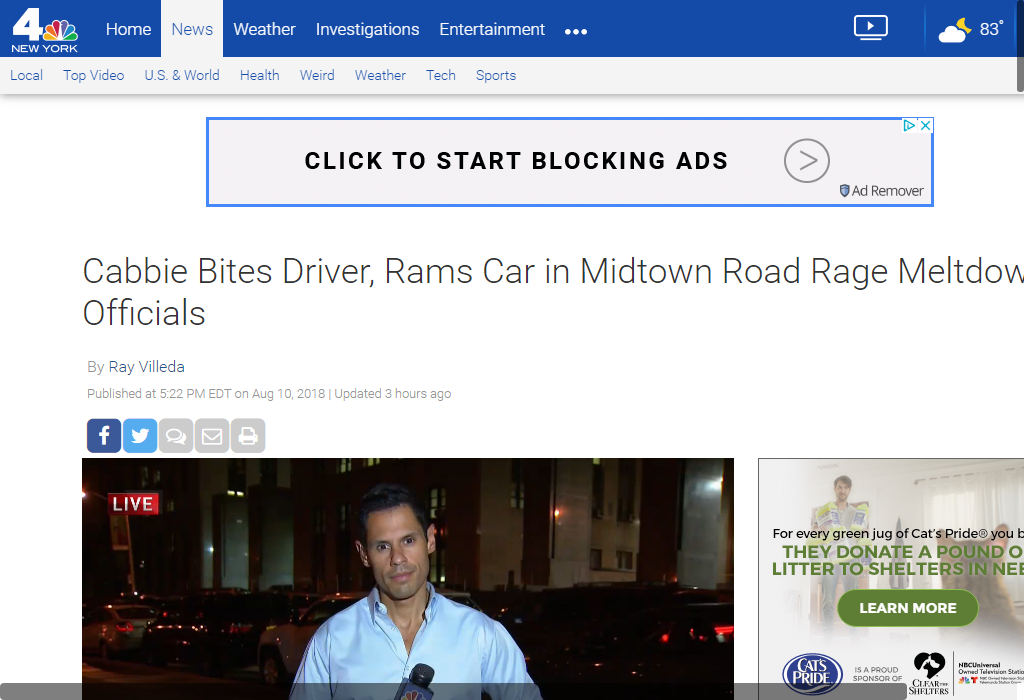 4
NEW YORK
Home
News
Weather
Investigations
Entertainment
83°
Local
Top Video
U.S. & World
Health
Weird
Weather
Tech
Sports
CLICK TO START BLOCKING ADS
Ad Remover
Cabbie Bites Driver, Rams Car in Midtown Road Rage Meltdow
Officials
By Ray Villeda
Published at 5:22 PM EDT on Aug 10, 2018 | Updated 3 hours ago
LIVE
For every green jug of Cat's Pride® you b
THEY DONATE A POUND O
LITTER TO SHELTERS IN NEE
LEARN MORE
CAT'S
PRIDE
IS A PROUD
SPONSOR OF
CLEAR THE
SHELTERS
NBCUniversal
Owned Television Statio